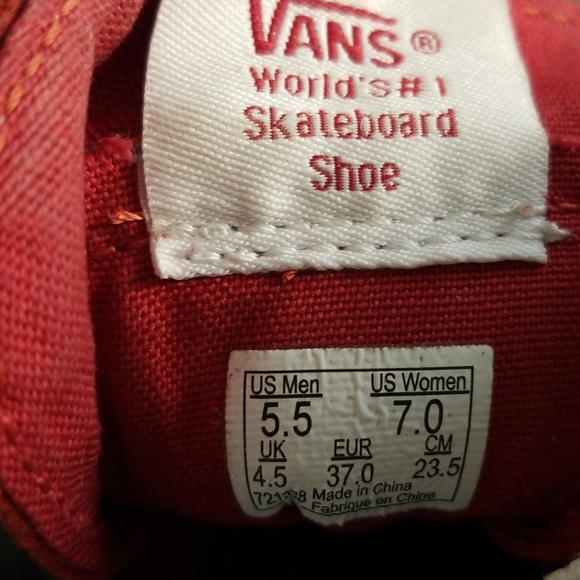 VANS®
World's #1
Skateboard
Shoe
US Men US Women
5.5 7.0
UK EUR CM
4.5 37.0 23.5
Made in China
Fabriqué en Chine